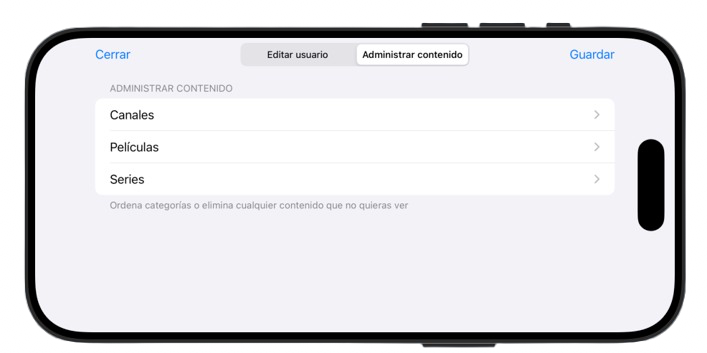 Cerrar
Editar usuario
Administrar contenido
Guardar
ADMINISTRAR CONTENIDO
Canales
Películas
Series
Ordena categorías o elimina cualquier contenido que no quieras ver